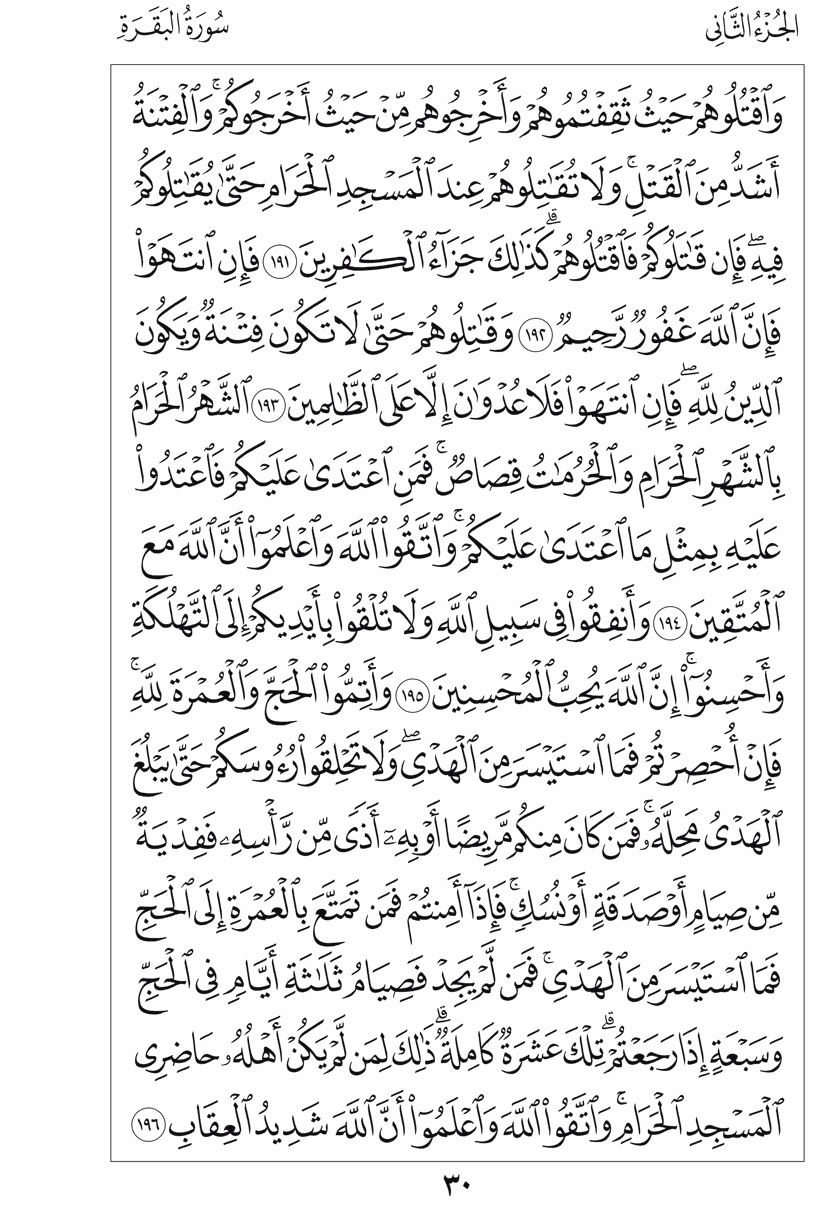 الجُزْءُ الثَّانِى
سُورَةُ البَقَرَةِ
وَٱقۡتُلُوهُمۡ حَيۡثُ ثَقِفۡتُمُوهُمۡ وَأَخۡرِجُوهُم مِّنۡ حَيۡثُ أَخۡرَجُوكُمۡۚ وَٱلۡفِتۡنَةُ
أَشَدُّ مِنَ ٱلۡقَتۡلِۚ وَلَا تُقَٰتِلُوهُمۡ عِندَ ٱلۡمَسۡجِدِ ٱلۡحَرَامِ حَتَّىٰ يُقَٰتِلُوكُمۡ
فِيهِۖ فَإِن قَٰتَلُوكُمۡ فَٱقۡتُلُوهُمۡۗ كَذَٰلِكَ جَزَآءُ ٱلۡكَٰفِرِينَ ١٩١ فَإِنِ ٱنتَهَوۡاْ
فَإِنَّ ٱللَّهَ غَفُورٞ رَّحِيمٞ ١٩٢ وَقَٰتِلُوهُمۡ حَتَّىٰ لَا تَكُونَ فِتۡنَةٞ وَيَكُونَ
ٱلدِّينُ لِلَّهِۖ فَإِنِ ٱنتَهَوۡاْ فَلَا عُدۡوَٰنَ إِلَّا عَلَى ٱلظَّٰلِمِينَ ١٩٣ ٱلشَّهۡرُ ٱلۡحَرَامُ
بِٱلشَّهۡرِ ٱلۡحَرَامِ وَٱلۡحُرُمَٰتُ قِصَاصٞۚ فَمَنِ ٱعۡتَدَىٰ عَلَيۡكُمۡ فَٱعۡتَدُواْ
عَلَيۡهِ بِمِثۡلِ مَا ٱعۡتَدَىٰ عَلَيۡكُمۡۚ وَٱتَّقُواْ ٱللَّهَ وَٱعۡلَمُوٓاْ أَنَّ ٱللَّهَ مَعَ
ٱلۡمُتَّقِينَ ١٩٤ وَأَنفِقُواْ فِى سَبِيلِ ٱللَّهِ وَلَا تُلۡقُواْ بِأَيۡدِيكُمۡ إِلَى ٱلتَّهۡلُكَةِ
وَأَحۡسِنُوٓاْۚ إِنَّ ٱللَّهَ يُحِبُّ ٱلۡمُحۡسِنِينَ ١٩٥ وَأَتِمُّواْ ٱلۡحَجَّ وَٱلۡعُمۡرَةَ لِلَّهِۚ
فَإِنۡ أُحۡصِرۡتُمۡ فَمَا ٱسۡتَيۡسَرَ مِنَ ٱلۡهَدۡىِۖ وَلَا تَحۡلِقُواْ رُءُوسَكُمۡ حَتَّىٰ يَبۡلُغَ
ٱلۡهَدۡىُ مَحِلَّهُۥۚ فَمَن كَانَ مِنكُم مَّرِيضًا أَوۡ بِهِۦٓ أَذٗى مِّن رَّأۡسِهِۦ فَفِدۡيَةٞ
مِّن صِيَامٍ أَوۡ صَدَقَةٍ أَوۡ نُسُكٖۚ فَإِذَآ أَمِنتُمۡ فَمَن تَمَتَّعَ بِٱلۡعُمۡرَةِ إِلَى ٱلۡحَجِّ
فَمَا ٱسۡتَيۡسَرَ مِنَ ٱلۡهَدۡىِۚ فَمَن لَّمۡ يَجِدۡ فَصِيَامُ ثَلَٰثَةِ أَيَّامٖ فِى ٱلۡحَجِّ
وَسَبۡعَةٍ إِذَا رَجَعۡتُمۡۗ تِلۡكَ عَشَرَةٞ كَامِلَةٞۗ ذَٰلِكَ لِمَن لَّمۡ يَكُنۡ أَهۡلُهُۥ حَاضِرِى
ٱلۡمَسۡجِدِ ٱلۡحَرَامِۚ وَٱتَّقُواْ ٱللَّهَ وَٱعۡلَمُوٓاْ أَنَّ ٱللَّهَ شَدِيدُ ٱلۡعِقَابِ ١٩٦
٣٠